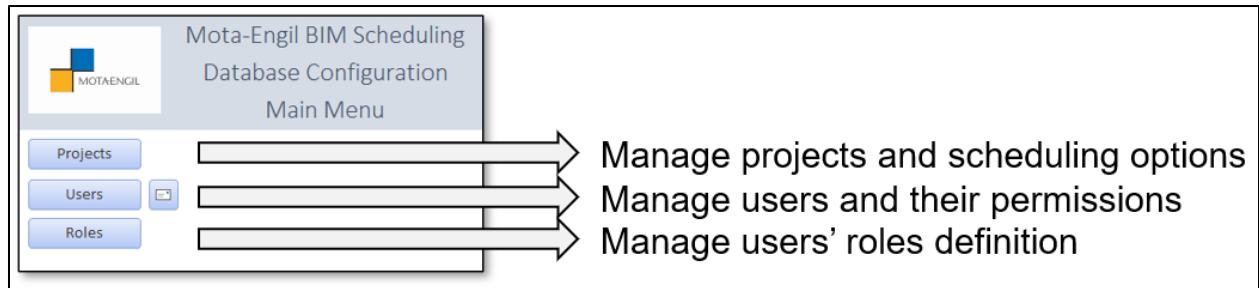 MOTAENGIL
Mota-Engil BIM Scheduling
Database Configuration
Main Menu
Projects
Manage projects and scheduling options
Users
Manage users and their permissions
Roles
Manage users’ roles definition